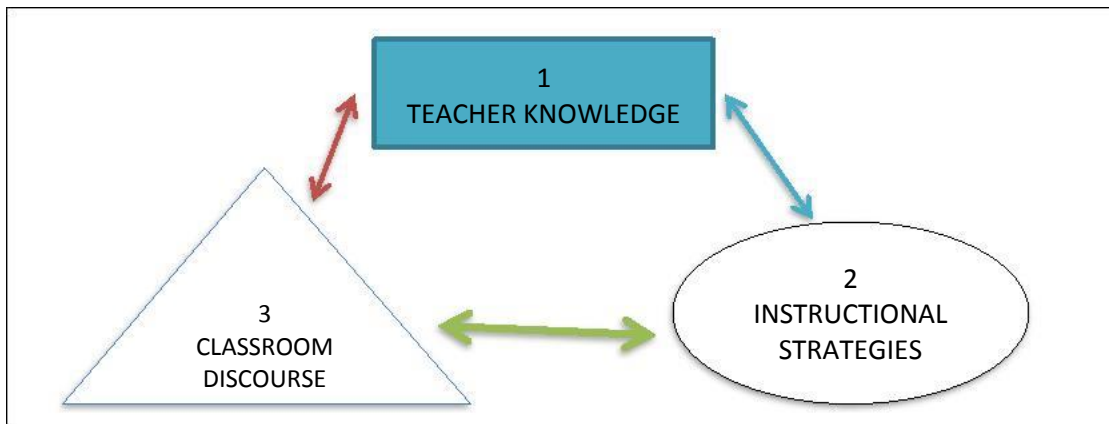 1
TEACHER KNOWLEDGE
2
INSTRUCTIONAL
STRATEGIES
3
CLASSROOM
DISCOURSE